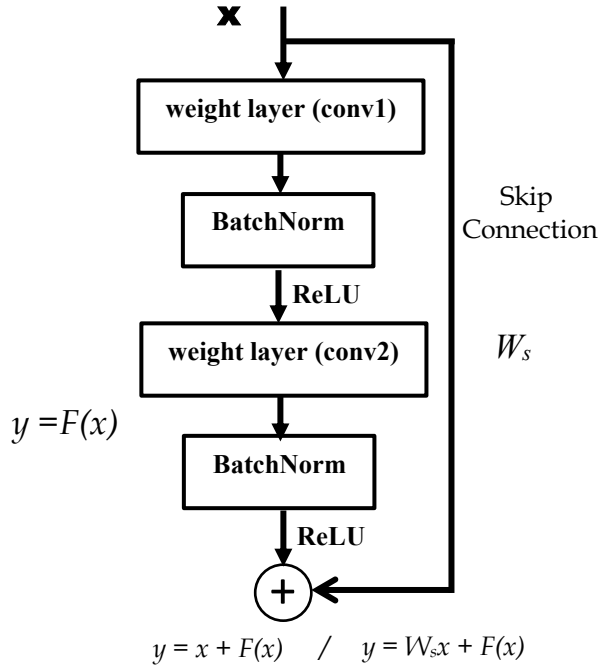 x
weight layer (conv1)
BatchNorm
Skip
Connection
ReLU
weight layer (conv2)
Wₛ
y =F(x)
BatchNorm
ReLU
+
y = x + F(x) / y = Wₛx + F(x)